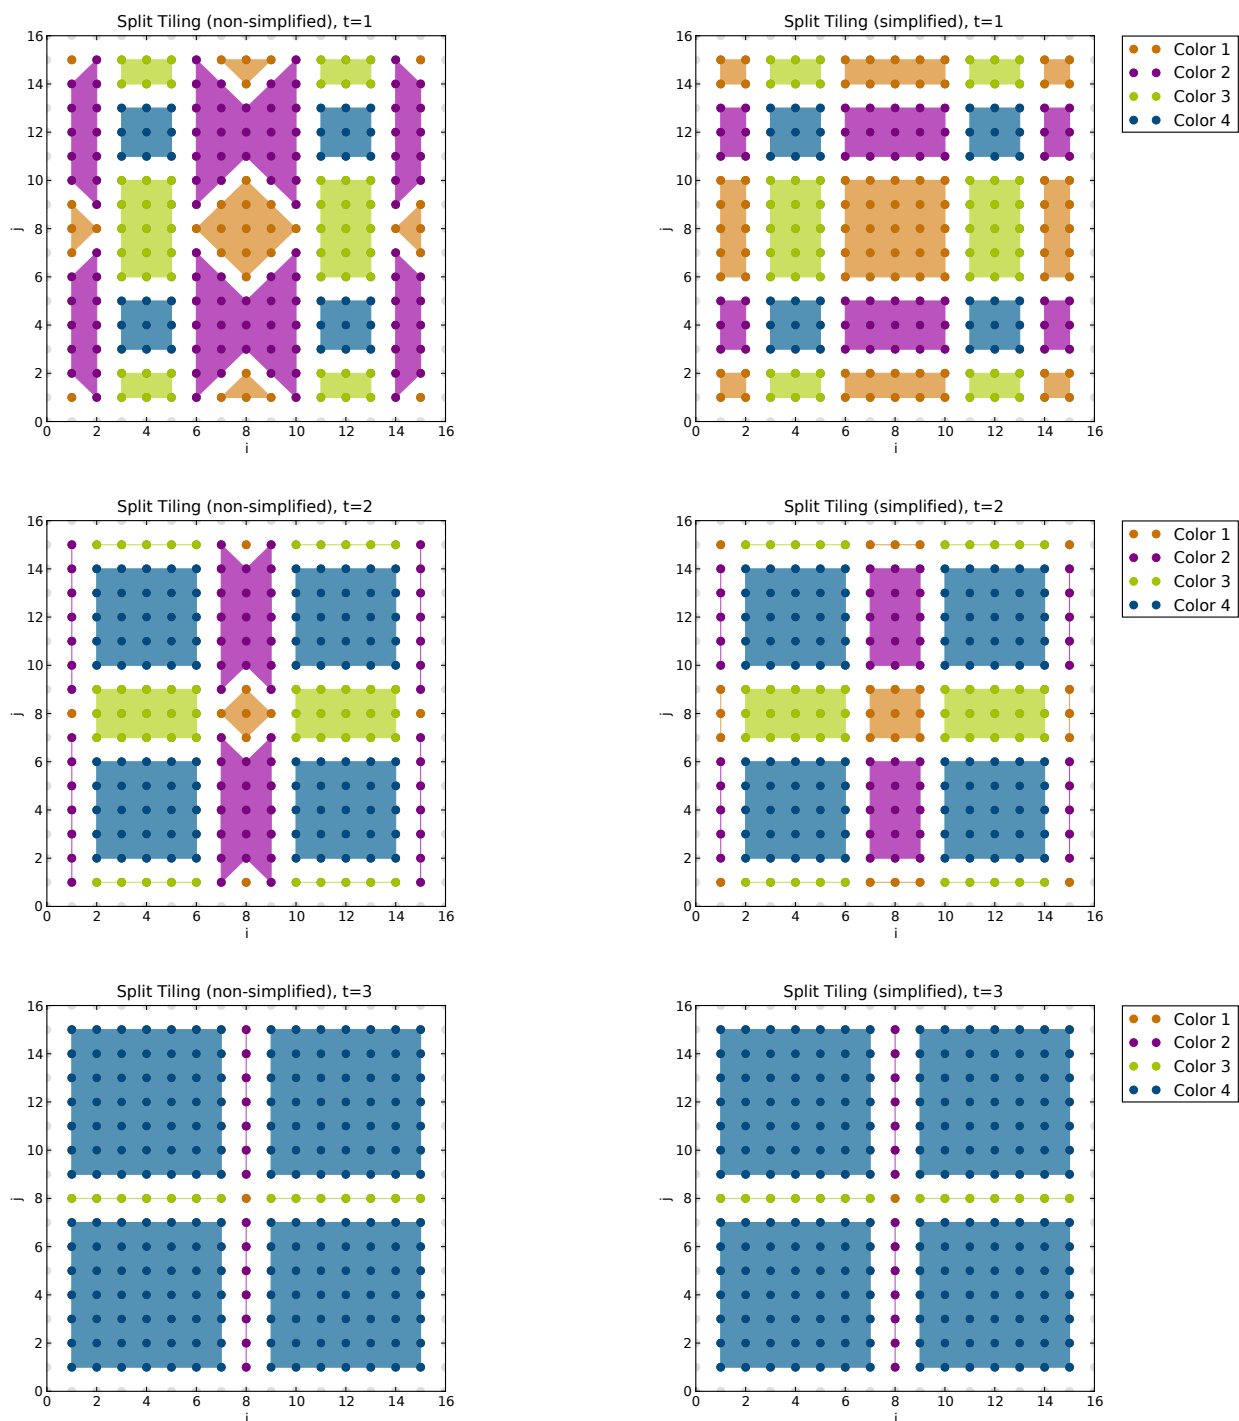 Split Tiling (non-simplified), t=1
16
14
12
10
8
6
4
2
0
j
0 2 4 6 8 10 12 14 16
i
Split Tiling (simplified), t=1
16
14
12
10
8
6
4
2
0
j
0 2 4 6 8 10 12 14 16
i
Color 1
Color 2
Color 3
Color 4
Split Tiling (non-simplified), t=2
16
14
12
10
8
6
4
2
0
j
0 2 4 6 8 10 12 14 16
i
Split Tiling (simplified), t=2
16
14
12
10
8
6
4
2
0
j
0 2 4 6 8 10 12 14 16
i
Color 1
Color 2
Color 3
Color 4
Split Tiling (non-simplified), t=3
16
14
12
10
8
6
4
2
0
j
0 2 4 6 8 10 12 14 16
i
Split Tiling (simplified), t=3
16
14
12
10
8
6
4
2
0
j
0 2 4 6 8 10 12 14 16
i
Color 1
Color 2
Color 3
Color 4